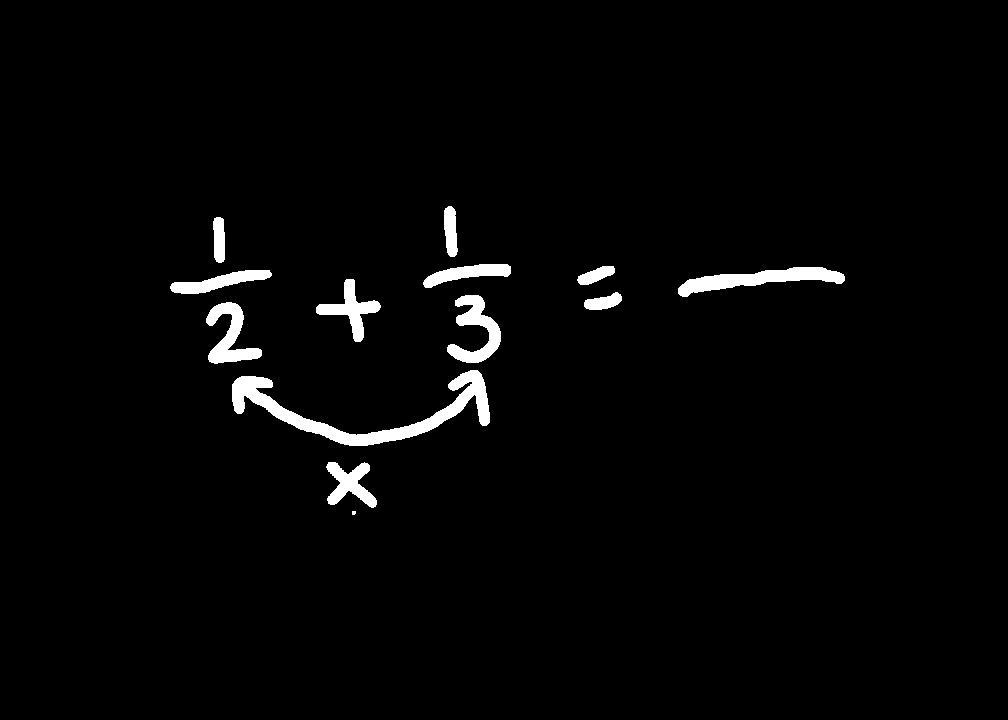 1/2 + 1/3 =
×